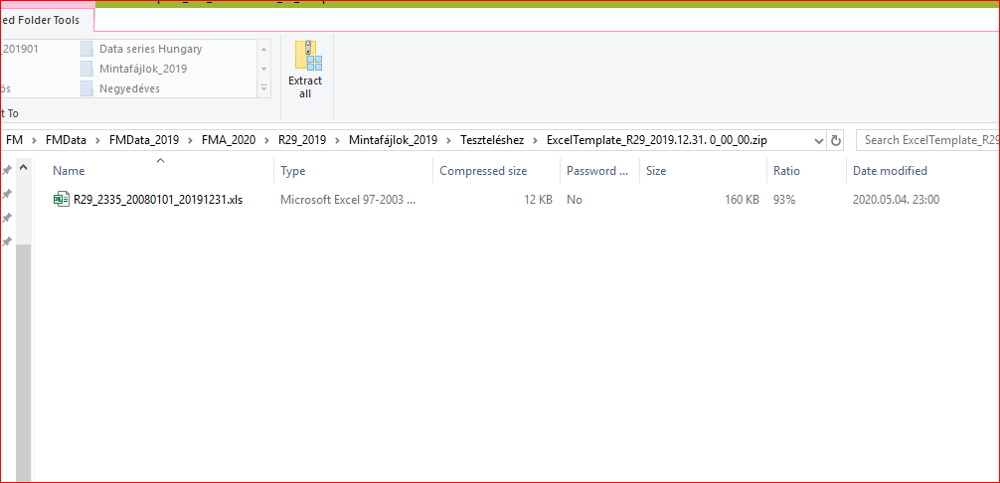 ed Folder Tools
_201901
Data series Hungary
Mintafájlok_2019
ös
Negyedéves
Extract
all
t To
FM > FMData > FMData_2019 > FMA_2020 > R29_2019 > Mintafájlok_2019 > Teszteléshez > ExcelTemplate_R29_2019.12.31. 0_00_00.zip
Search ExcelTemplate_R29
Name Type Compressed size Password ... Size Ratio Date modified
R29_2335_20080101_20191231.xls Microsoft Excel 97-2003 ... 12 KB No 160 KB 93% 2020.05.04. 23:00